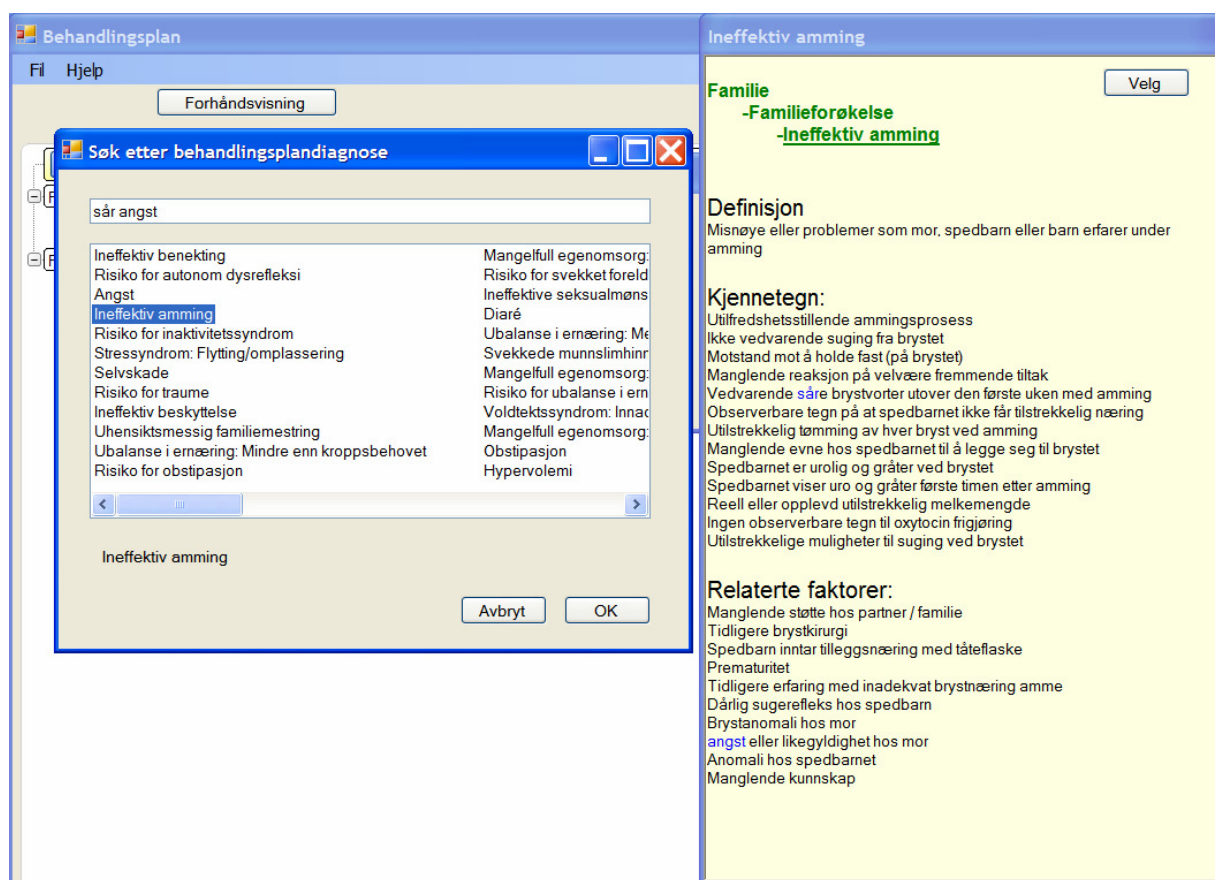 Behandlingsplan
Fil Hjelp
Forhåndsvisning
Søk etter behandlingsplandiagnose
sår angst
Ineffektiv benekting Mangelfull egenomsorg:
Risiko for autonom dysrefleksi Risiko for svekket foreld
Angst Ineffektive seksualmøns
Ineffektiv amming Diaré
Risiko for inaktivitetssyndrom Ubalanse i ernæring: Me
Stressyndrom: Flytting/omplassering Svekkede munnslimhinr
Selvskade Mangelfull egenomsorg:
Risiko for traume Risiko for ubalanse i ern
Ineffektiv beskyttelse Voldtektssyndrom: Innac
Uhensiktsmessig familiemestring Mangelfull egenomsorg:
Ubalanse i ernæring: Mindre enn kroppsbehovet Obstipasjon
Risiko for obstipasjon Hypervolemi
Ineffektiv amming
Avbryt OK
Ineffektiv amming
Velg
Familie
-Familieforøkelse
-Ineffektiv amming
Definisjon
Misnøye eller problemer som mor, spedbarn eller barn erfarer under
amming
Kjennetegn:
Utilfredshetsstillende ammingsprosess
Ikke vedvarende suging fra brystet
Motstand mot å holde fast (på brystet)
Manglende reaksjon på velvære fremmende tiltak
Vedvarende såre brystvorter utover den første uken med amming
Observerbare tegn på at spedbarnet ikke får tilstrekkelig næring
Utilstrekkelig tømming av hver bryst ved amming
Manglende evne hos spedbarnet til å legge seg til brystet
Spedbarnet er urolig og gråter ved brystet
Spedbarnet viser uro og gråter første timen etter amming
Reell eller opplevd utilstrekkelig melkemengde
Ingen observerbare tegn til oxytocin frigjøring
Utilstrekkelige muligheter til suging ved brystet
Relaterte faktorer:
Manglende støtte hos partner / familie
Tidligere brystkirurgi
Spedbarn inntar tilleggsnæring med tåteflaske
Prematuritet
Tidligere erfaring med inadekvat brystnæring amme
Dårlig sugerefleks hos spedbarn
Brystanomali hos mor
angst eller likegyldighet hos mor
Anomali hos spedbarnet
Manglende kunnskap